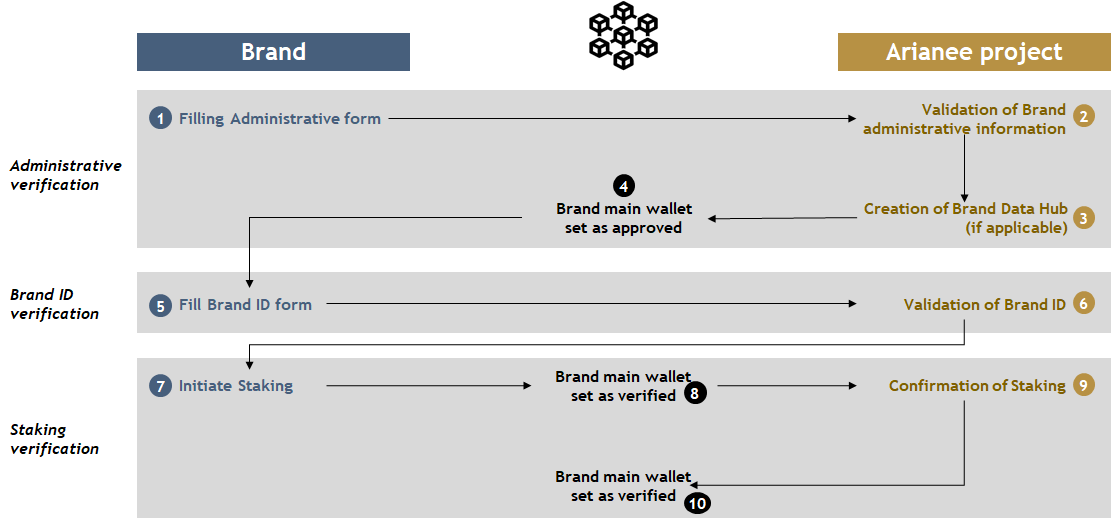 Brand
Arianee project
Administrative
verification
1 Filling Administrative form
Validation of Brand
administrative information
2
4
Brand main wallet
set as approved
Creation of Brand Data Hub
(if applicable)
3
Brand ID
verification
5 Fill Brand ID form
Validation of Brand ID 6
Staking
verification
7 Initiate Staking
Brand main wallet
set as verified 8
Confirmation of Staking 9
Brand main wallet
set as verified 10